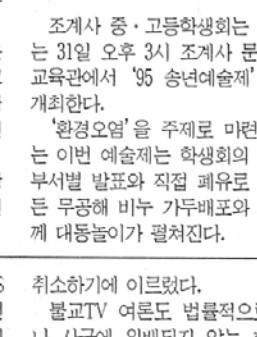 조계사 중·고등학생회는
는 31일 오후 3시 조계사 문
교육관에서 '95 송년예술제'
개최한다.
'환경오염'을 주제로 마련
는 이번 예술제는 학생회의
부서별 발표와 직접 폐유로
든 무공해 비누 가두배포와
께 대동놀이가 펼쳐진다.
취소하기에 이르렀다.
불교TV 여론도 법률적으